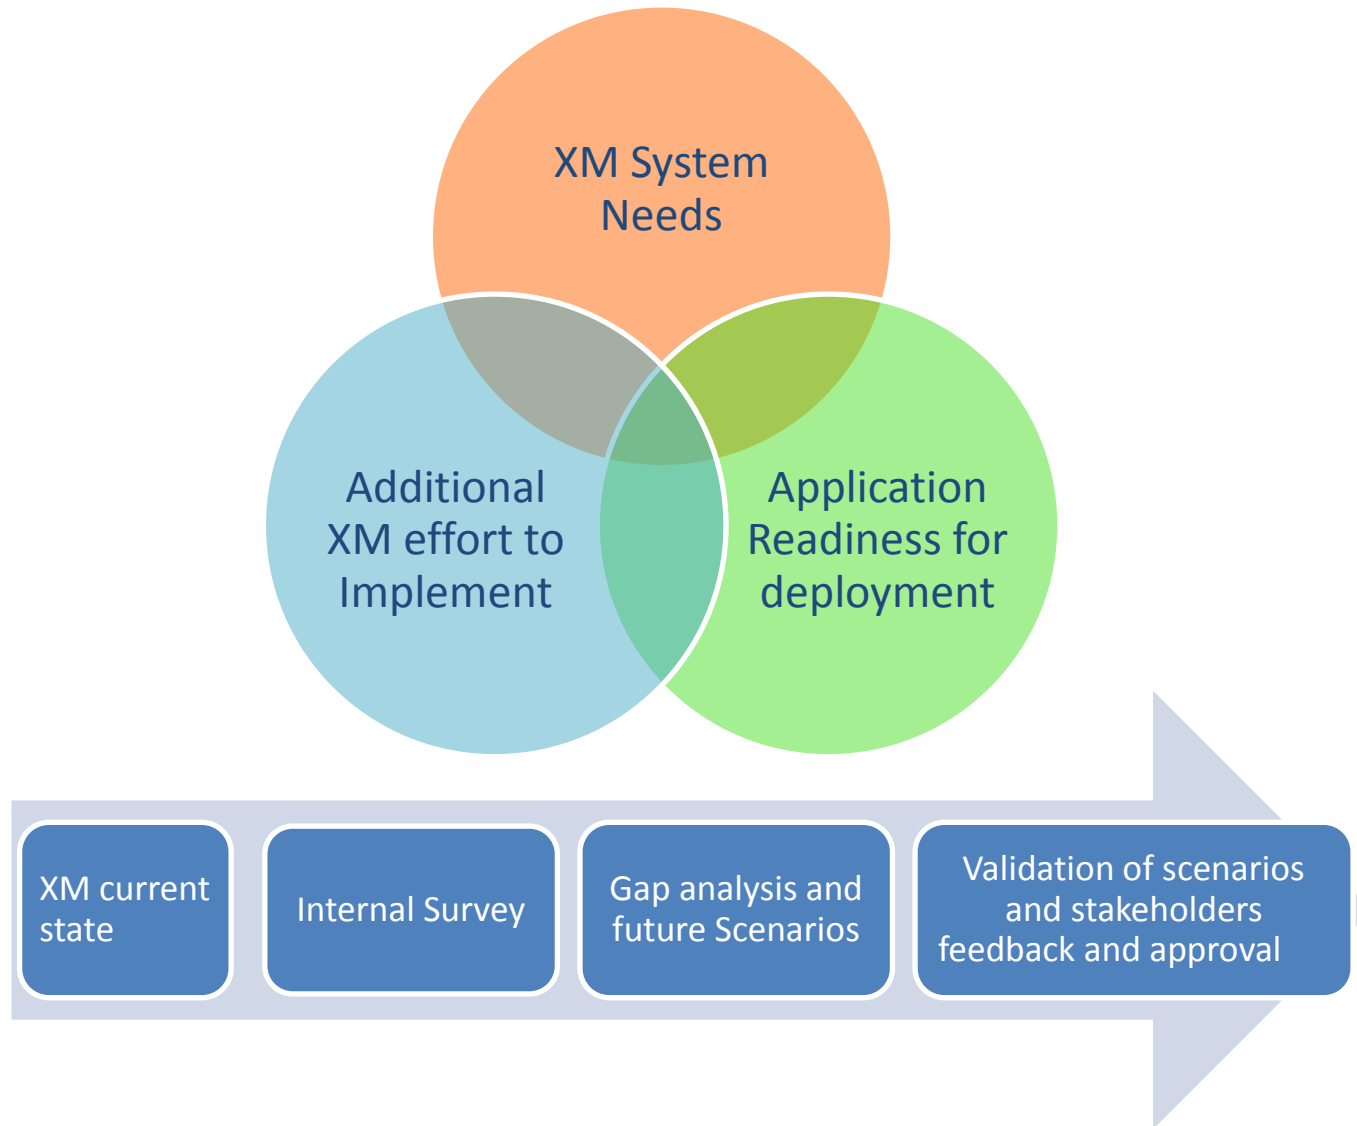 XM System
Needs
Additional
XM effort to
Implement
Application
Readiness for
deployment
XM current
state
Internal Survey
Gap analysis and
future Scenarios
Validation of scenarios
and stakeholders
feedback and approval